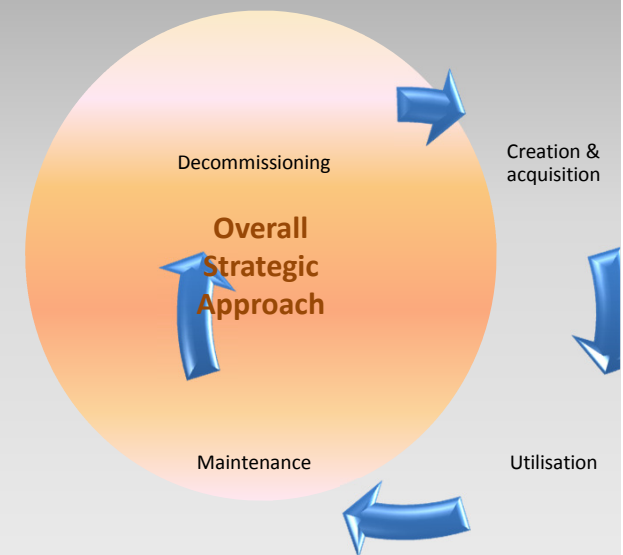 Decommissioning
Creation &
acquisition
Overall
Strategic
Approach
Maintenance
Utilisation